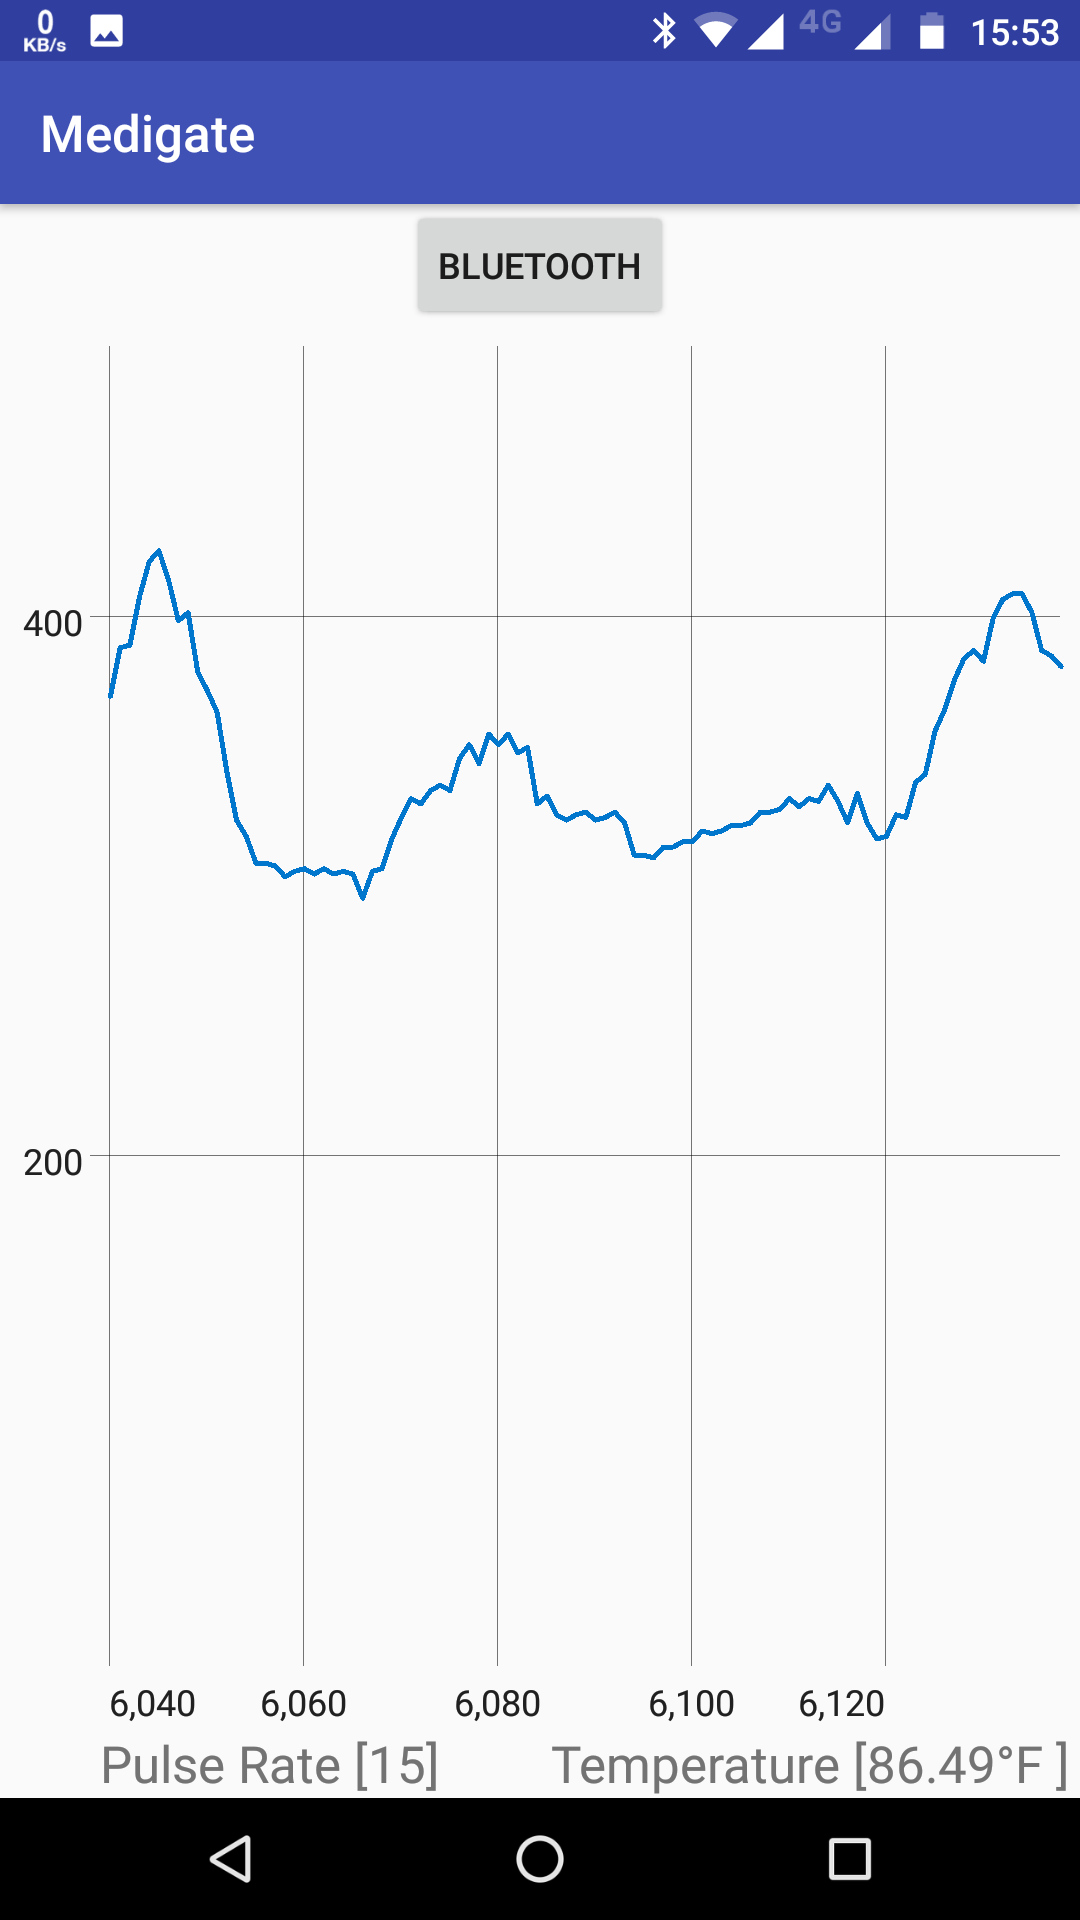 0
KB/s
4G
15:53
Medigate
BLUETOOTH
400
200
6,040 6,060 6,080 6,100 6,120
Pulse Rate [15] Temperature [86.49°F ]